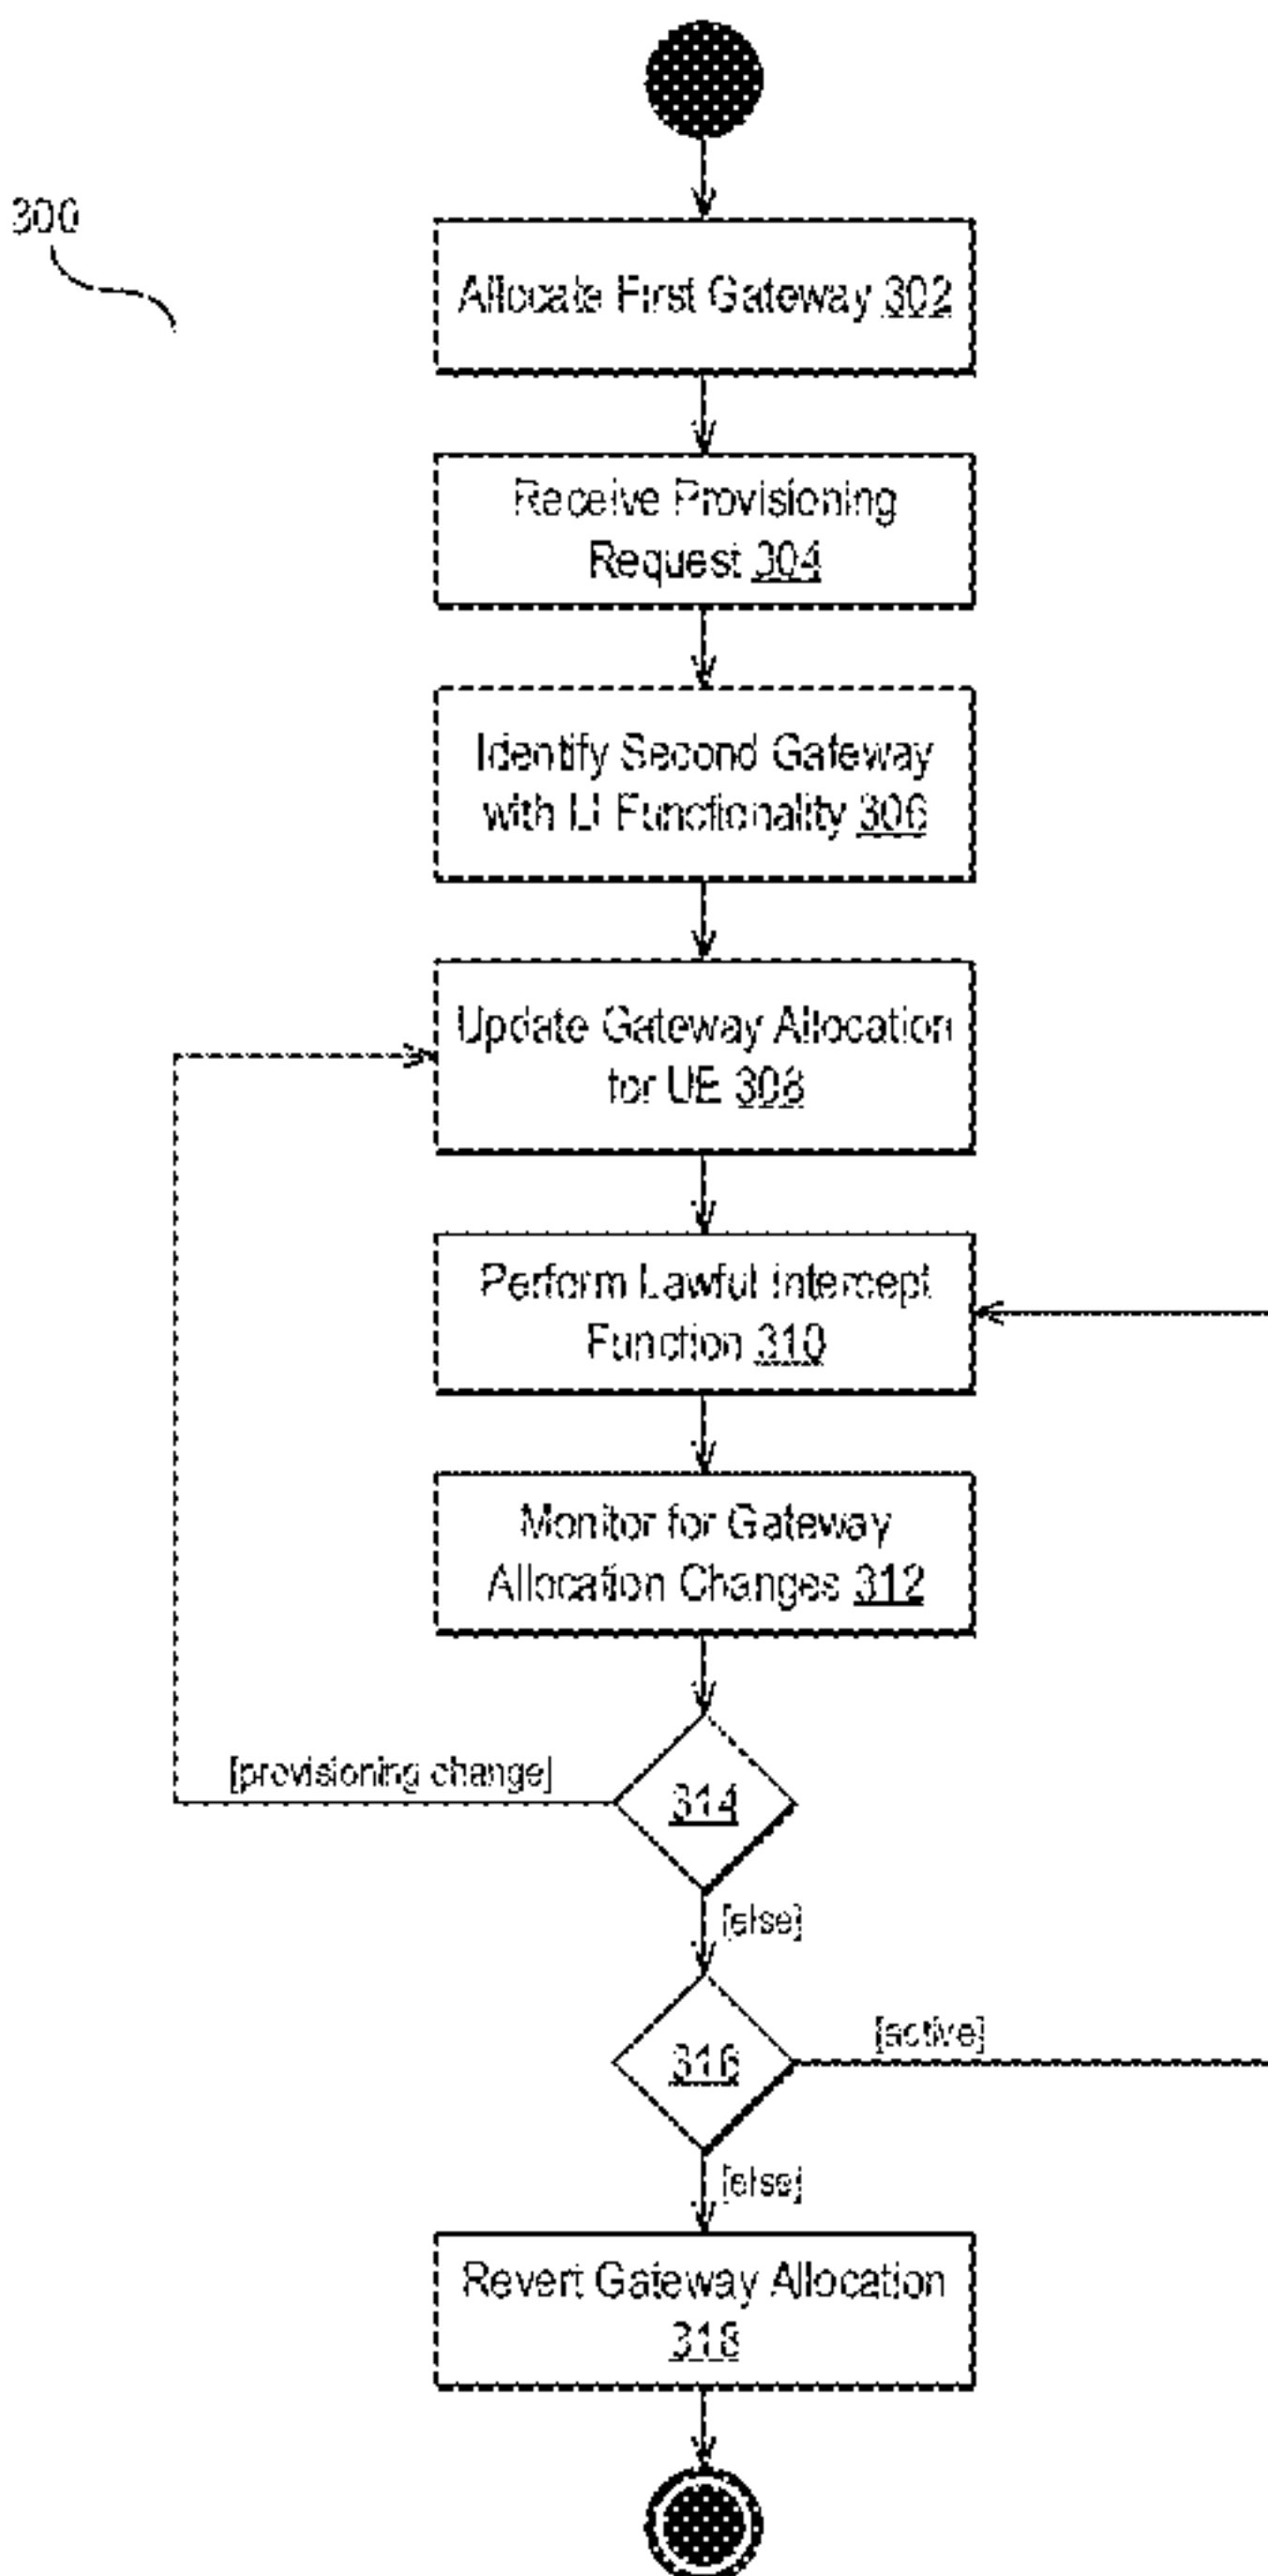 300
Allocate First Gateway 302
Receive Provisioning
Request 304
Identify Second Gateway
with LI Functionality 306
Update Gateway Allocation
for UE 308
Perform Lawful Intercept
Function 310
Monitor for Gateway
Allocation Changes 312
[provisioning change]
314
[else]
[active]
316
[else]
Revert Gateway Allocation
318